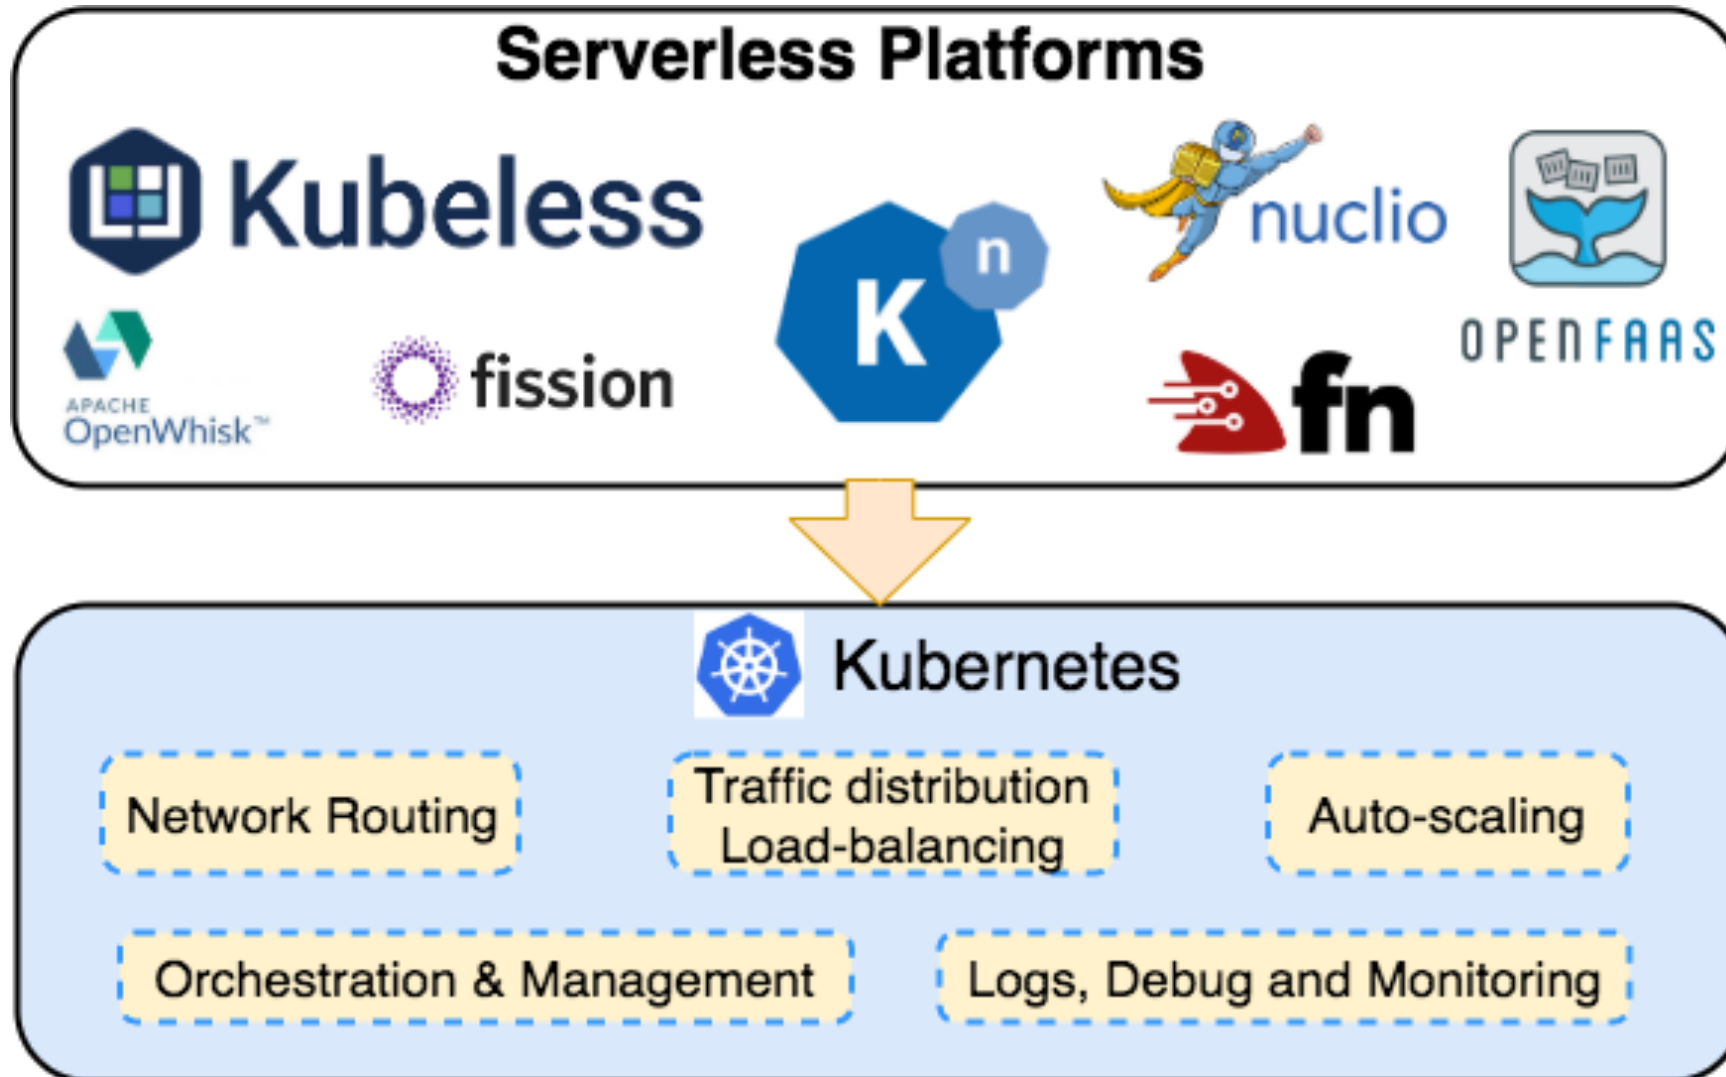 Serverless Platforms
Kubeless
K
n
nuclio
OPENFAAS
APACHE
OpenWhisk™
fission
fn
Kubernetes
Network Routing
Traffic distribution
Load-balancing
Auto-scaling
Orchestration & Management
Logs, Debug and Monitoring